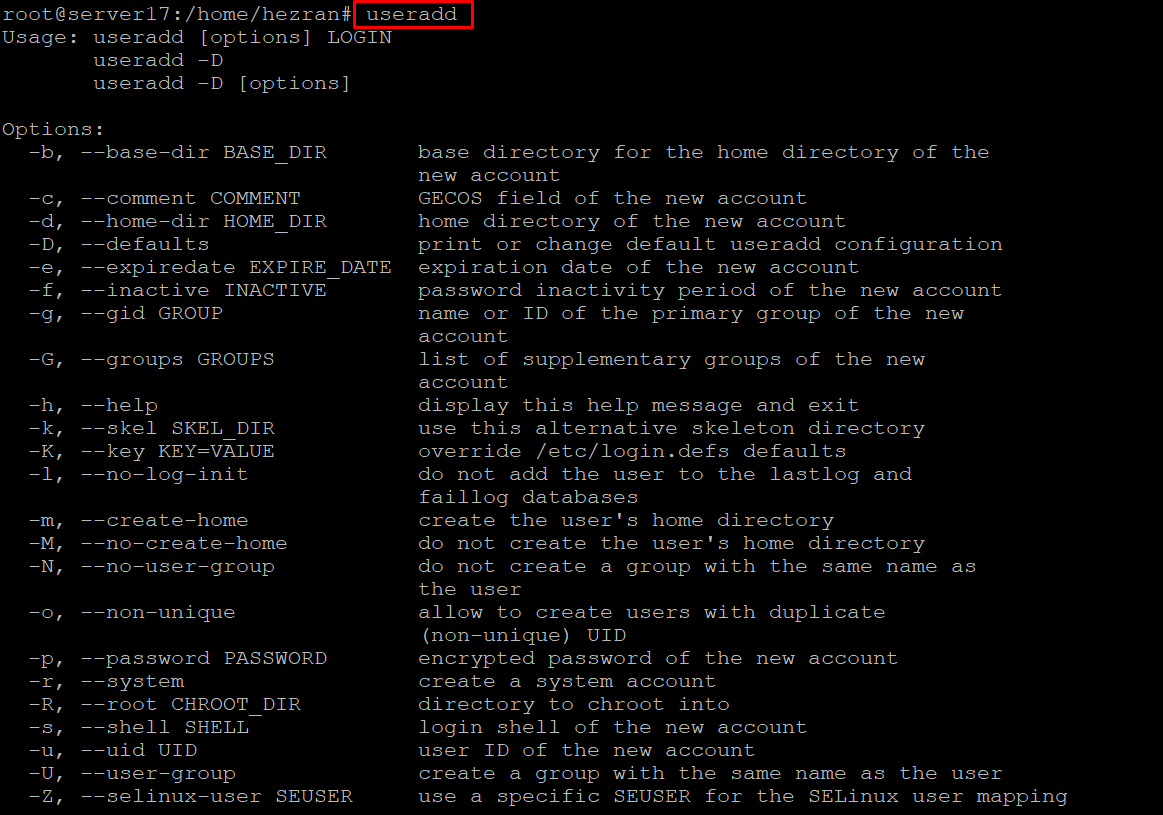 root@server17:/home/hezran# useradd
Usage: useradd [options] LOGIN
       useradd -D
       useradd -D [options]

Options:
  -b, --base-dir BASE_DIR       base directory for the home directory of the
                                new account
  -c, --comment COMMENT         GECOS field of the new account
  -d, --home-dir HOME_DIR       home directory of the new account
  -D, --defaults                print or change default useradd configuration
  -e, --expiredate EXPIRE_DATE  expiration date of the new account
  -f, --inactive INACTIVE       password inactivity period of the new account
  -g, --gid GROUP               name or ID of the primary group of the new
                                account
  -G, --groups GROUPS           list of supplementary groups of the new
                                account
  -h, --help                    display this help message and exit
  -k, --skel SKEL_DIR           use this alternative skeleton directory
  -K, --key KEY=VALUE           override /etc/login.defs defaults
  -l, --no-log-init             do not add the user to the lastlog and
                                faillog databases
  -m, --create-home             create the user's home directory
  -M, --no-create-home          do not create the user's home directory
  -N, --no-user-group           do not create a group with the same name as
                                the user
  -o, --non-unique              allow to create users with duplicate
                                (non-unique) UID
  -p, --password PASSWORD       encrypted password of the new account
  -r, --system                  create a system account
  -R, --root CHROOT_DIR         directory to chroot into
  -s, --shell SHELL             login shell of the new account
  -u, --uid UID                 user ID of the new account
  -U, --user-group              create a group with the same name as the user
  -Z, --selinux-user SEUSER     use a specific SEUSER for the SELinux user mapping